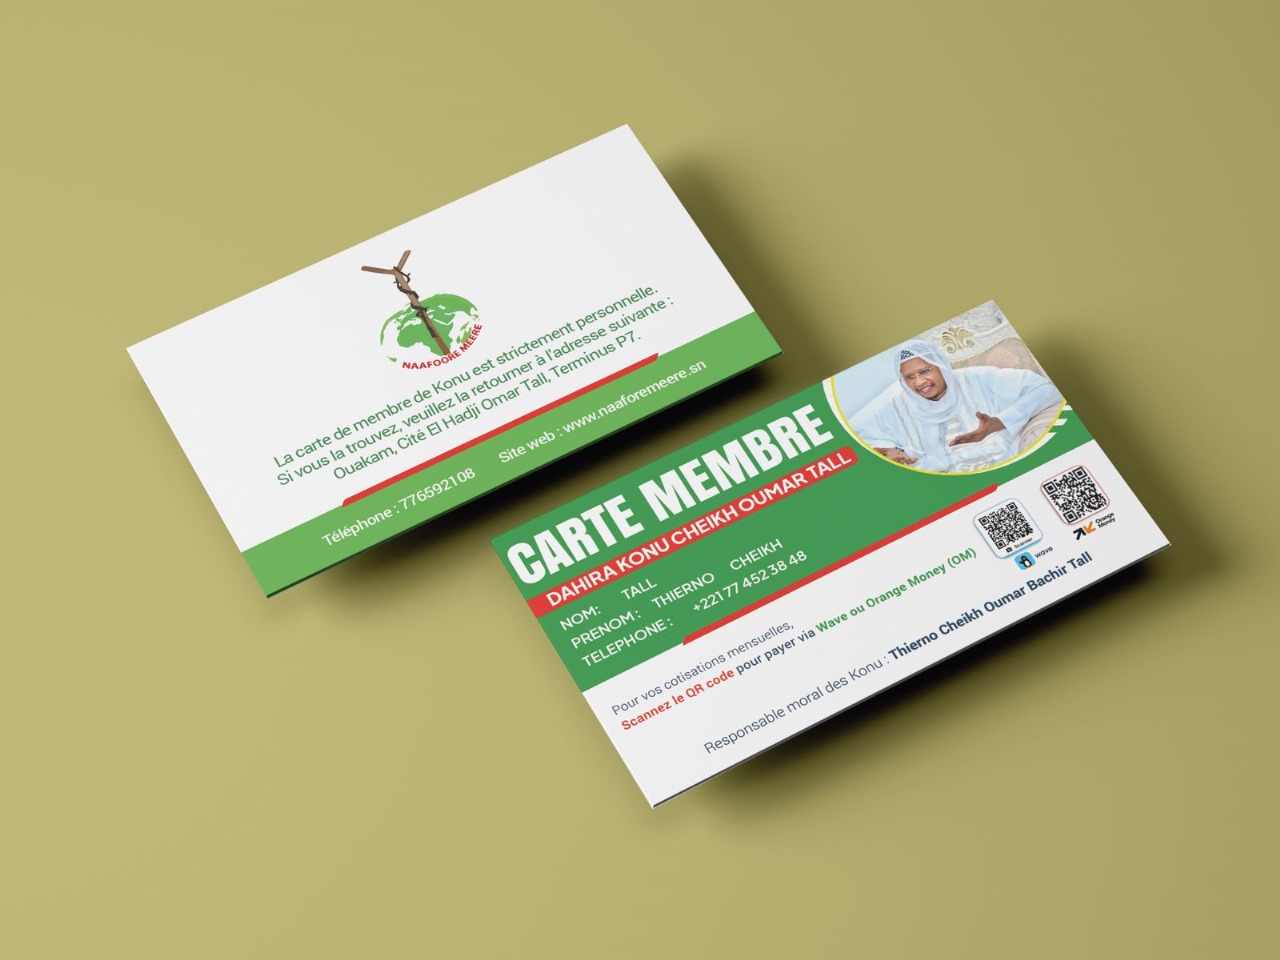 NAAFOORE MEERE
La carte de membre de Konu est strictement personnelle.
Si vous la trouvez, veuillez la retourner à l'adresse suivante :
Ouakam, Cité El Hadji Omar Tall, Terminus P7.
Téléphone : 776592108 Site web : www.naaforemeere.sn
CARTE MEMBRE
DAHIRA KONU CHEIKH OUMAR TALL
NOM: TALL
PRENOM : THIERNO CHEIKH
TELEPHONE : +221 77 452 38 48
Pour vos cotisations mensuelles,
Scannez le QR code pour payer via Wave ou Orange Money (OM)
Scanner
wave
Orange
Money
Responsable moral des Konu : Thierno Cheikh Oumar Bachir Tall